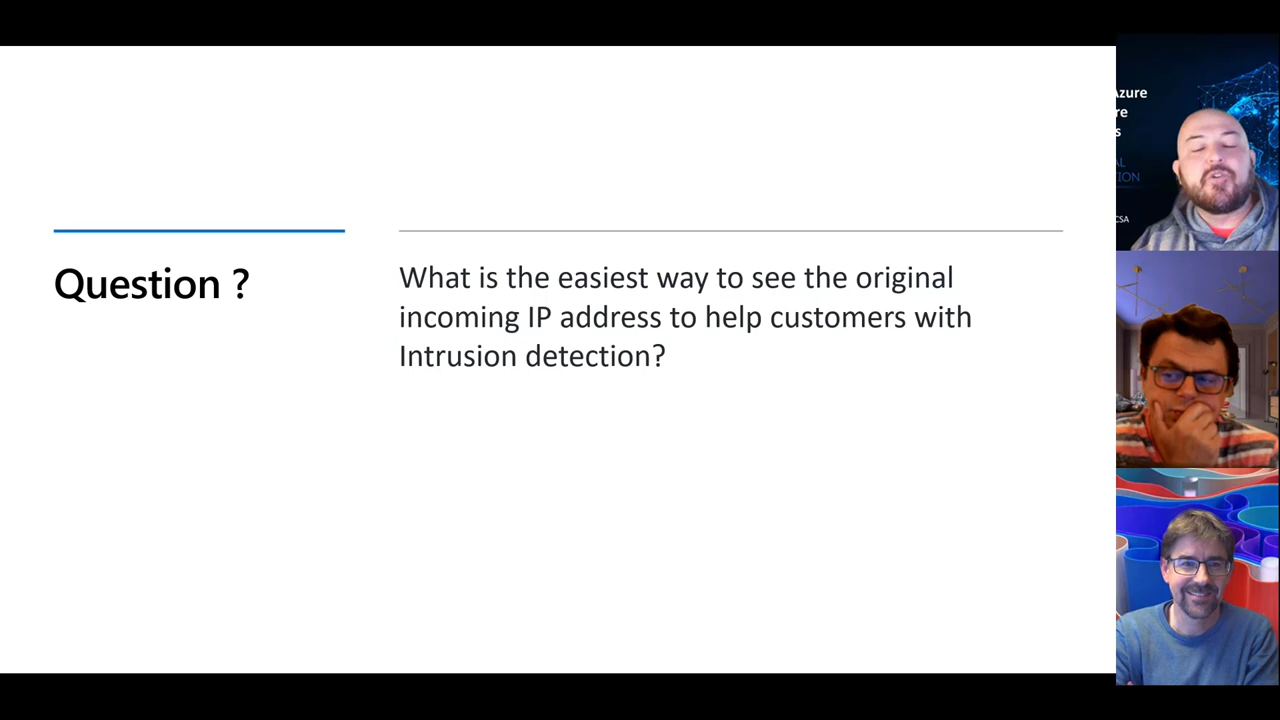 Question ?
What is the easiest way to see the original
incoming IP address to help customers with
Intrusion detection?
Azure
CSA